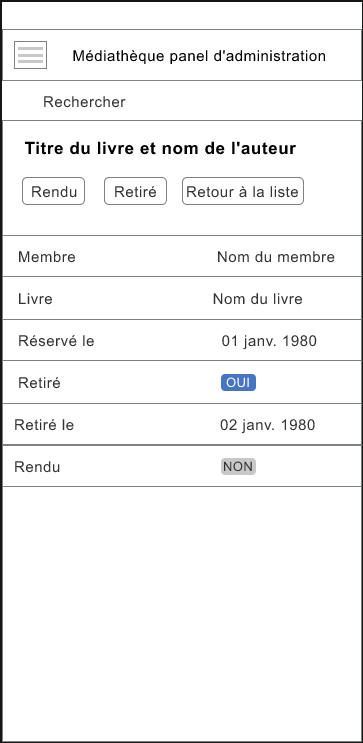 Médiathèque panel d'administration
Rechercher
Titre du livre et nom de l'auteur
Rendu Retiré Retour à la liste
Membre Nom du membre
Livre Nom du livre
Réservé le 01 janv. 1980
Retiré OUI
Retiré le 02 janv. 1980
Rendu NON